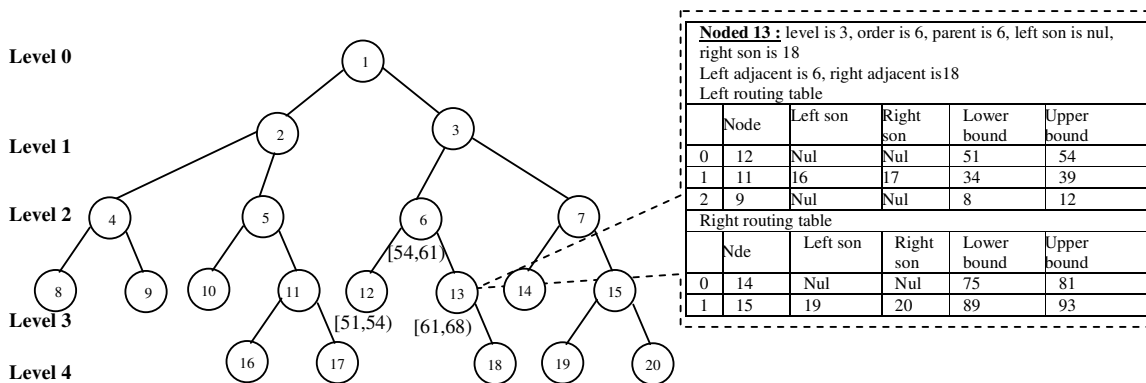 Level 0
Level 1
Level 2
Level 3
Level 4
1
2
3
4
5
6
7
[54,61)
8
9
10
11
12
13
14
15
[51,54)
[61,68)
16
17
18
19
20
Noded 13 : level is 3, order is 6, parent is 6, left son is nul,
right son is 18
Left adjacent is 6, right adjacent is18
Left routing table
Node Left son Right son Lower bound Upper bound
0 12 Nul Nul 51 54
1 11 16 17 34 39
2 9 Nul Nul 8 12
Right routing table
Nde Left son Right son Lower bound Upper bound
0 14 Nul Nul 75 81
1 15 19 20 89 93